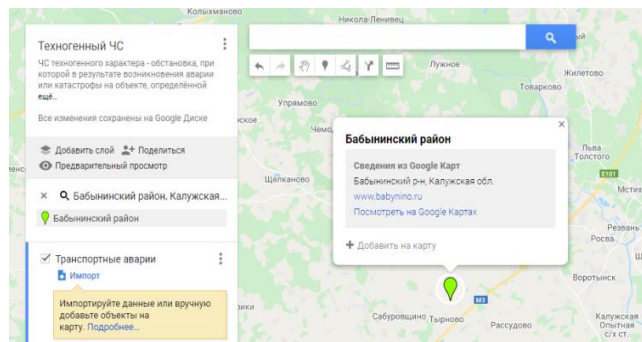 Колыхманово
Никола-Ленивец
Техногенный ЧС
ЧС техногенного характера - обстановка, при
которой в результате возникновения аварии
или катастрофы на объекте, определённой
ещё...
Все изменения сохранены на Google Диске
Добавить слой
Поделиться
Предварительный просмотр
Бабынинский район, Калужская...
Бабынинский район
Транспортные аварии
Импорт
Импортируйте данные или вручную
добавьте объекты на
карту. Подробнее...
Лужное
Жилетово
Товарково
Упрямово
Щелканово
Бабынинский район
Сведения из Google Карт
Бабынинский р-н, Калужская обл.
www.babynino.ru
Посмотреть на Google Картах
Добавить на карту
Льва
Толстого
E101
Мстих
Резвань
Росва
Воротынск
M3
Сабуровщино
Тырново
Рассудово
Калужская
Опытная
с/х ст.